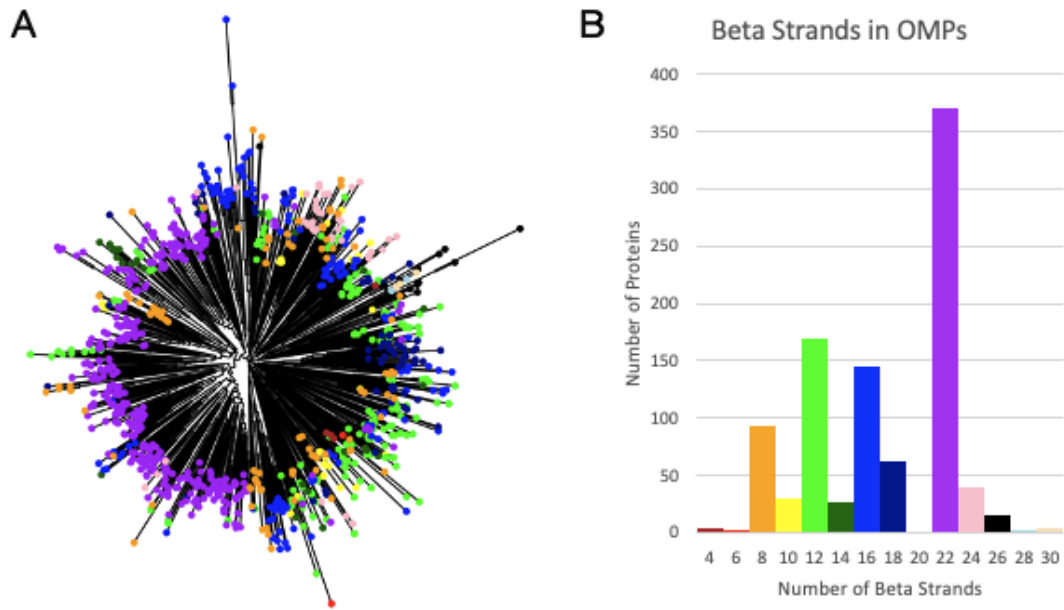 A
B
Beta Strands in OMPs
400
350
300
250
200
150
100
50
0
Number of Proteins
4 6 8 10 12 14 16 18 20 22 24 26 28 30
Number of Beta Strands